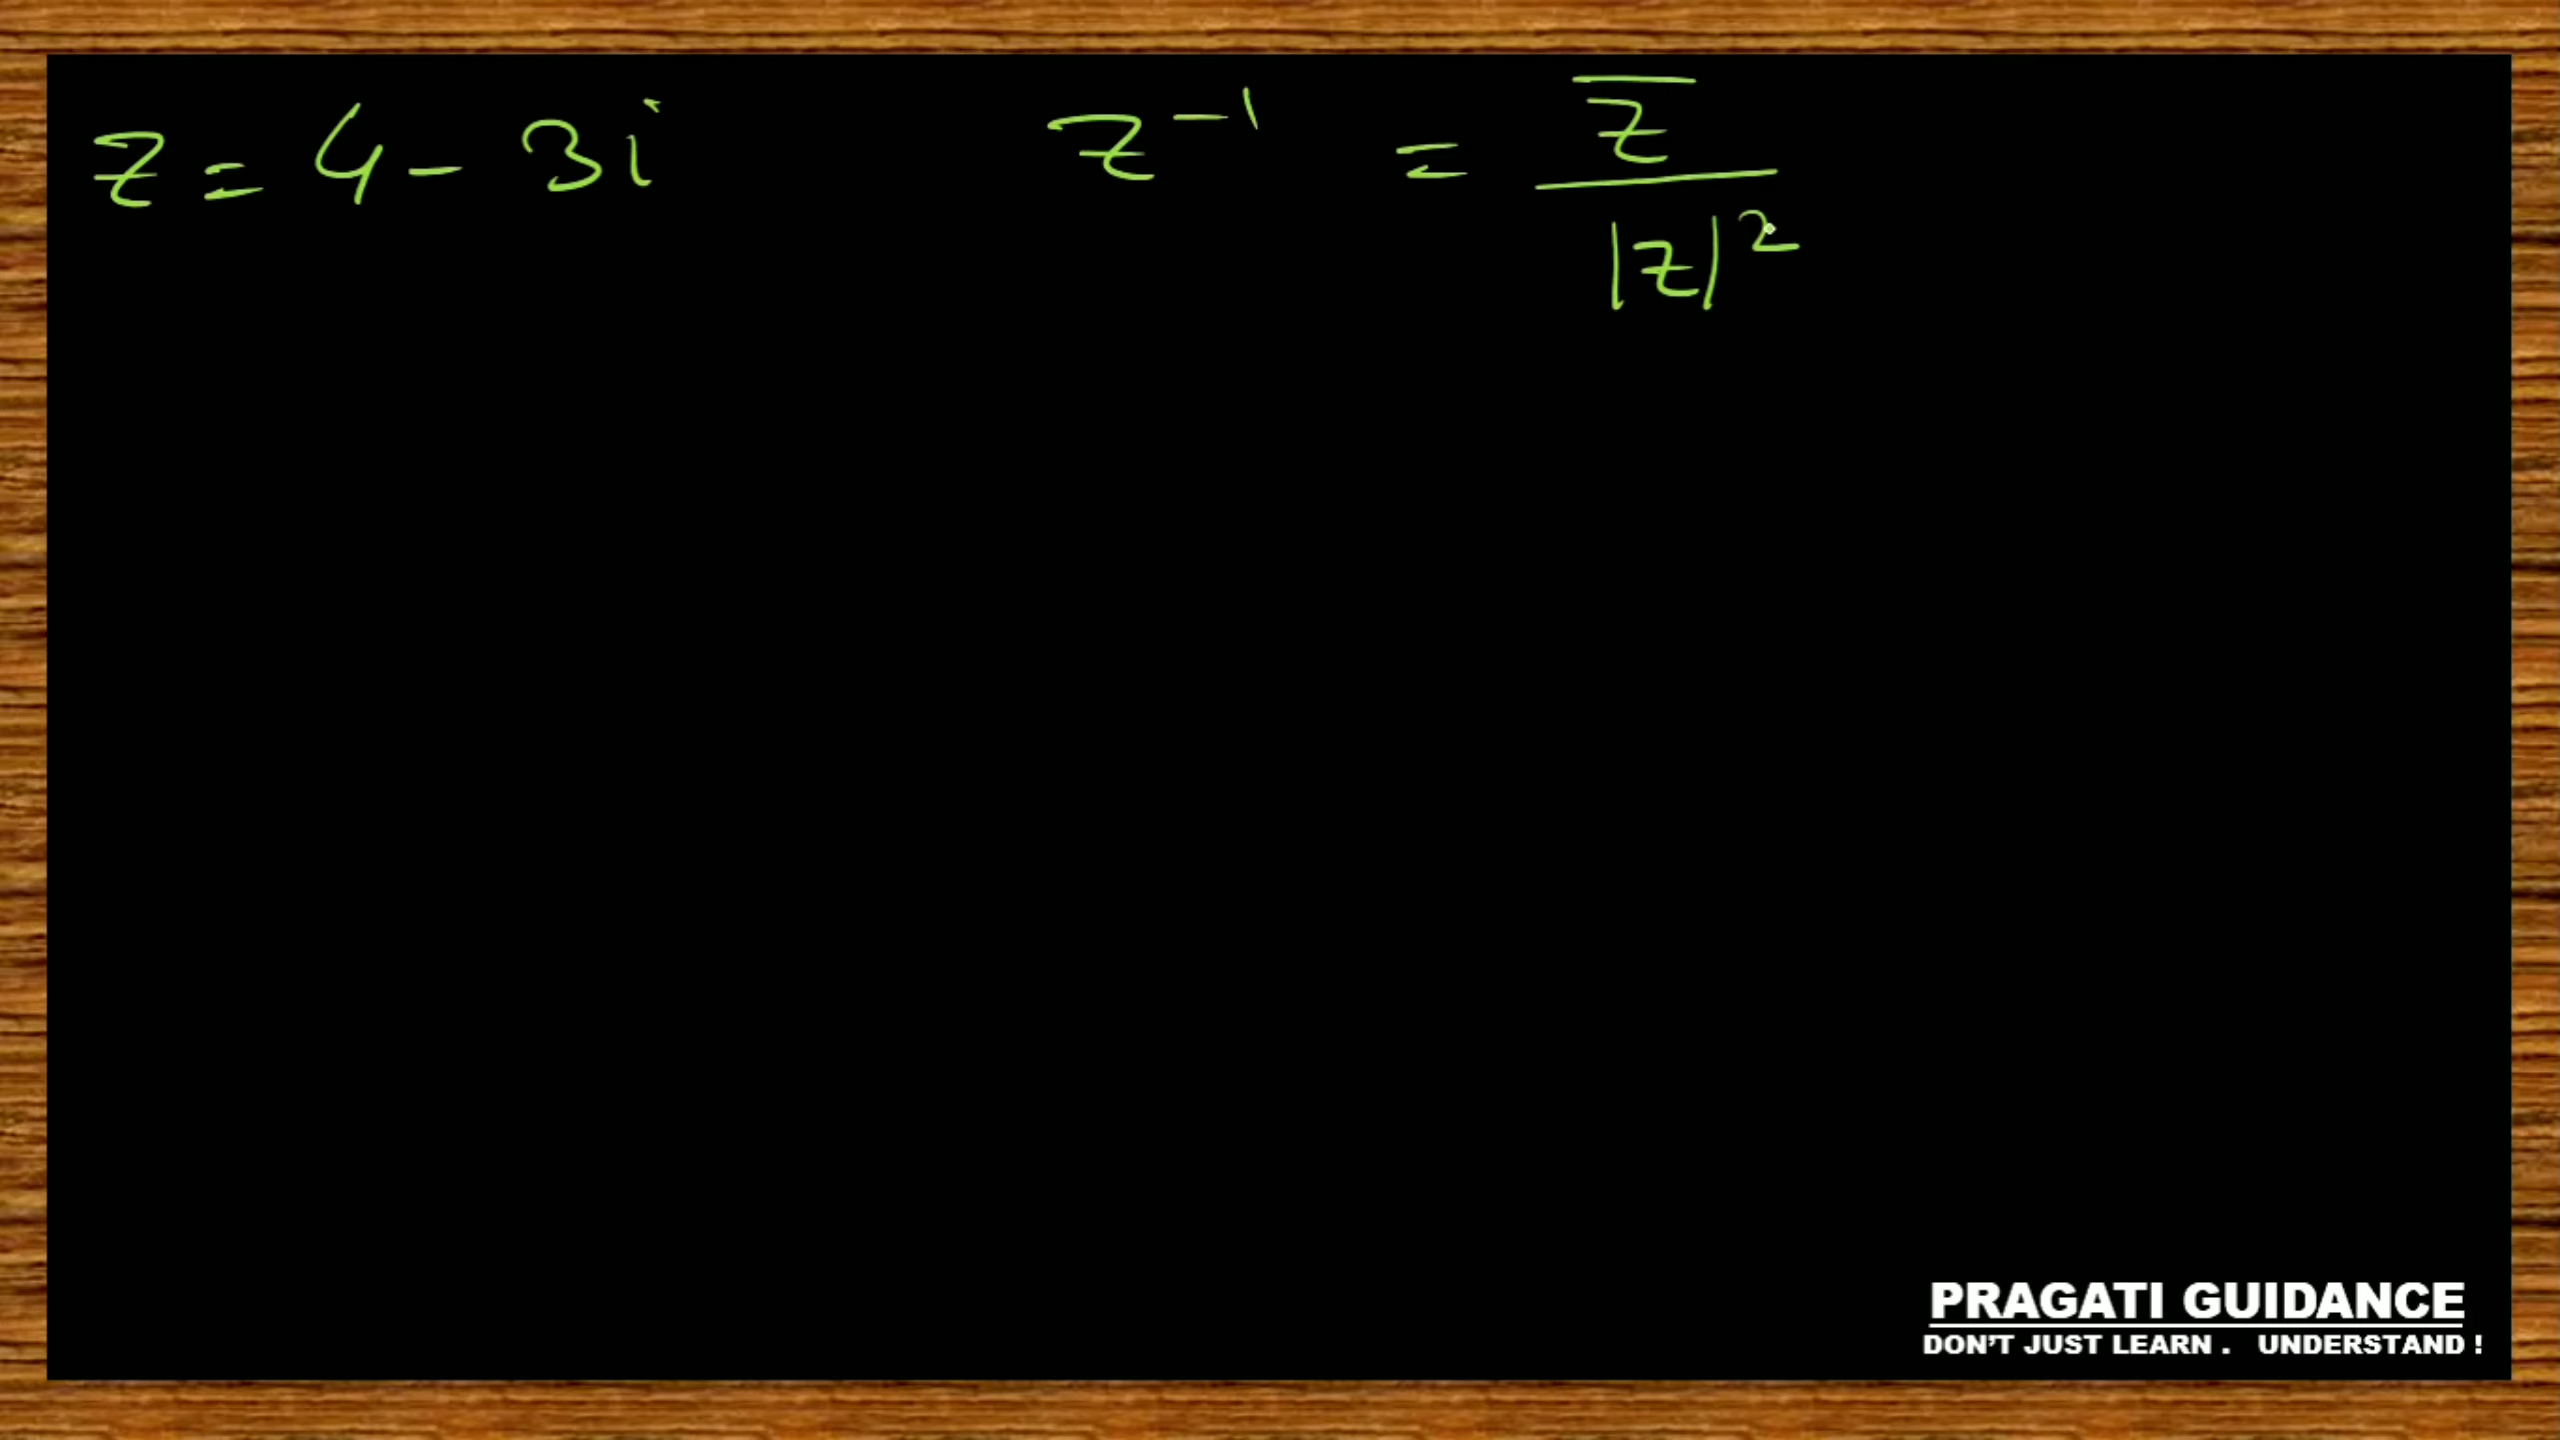 z = 4 - 3i
z⁻¹ = z̅ / |z|²
PRAGATI GUIDANCE
DON'T JUST LEARN . UNDERSTAND !